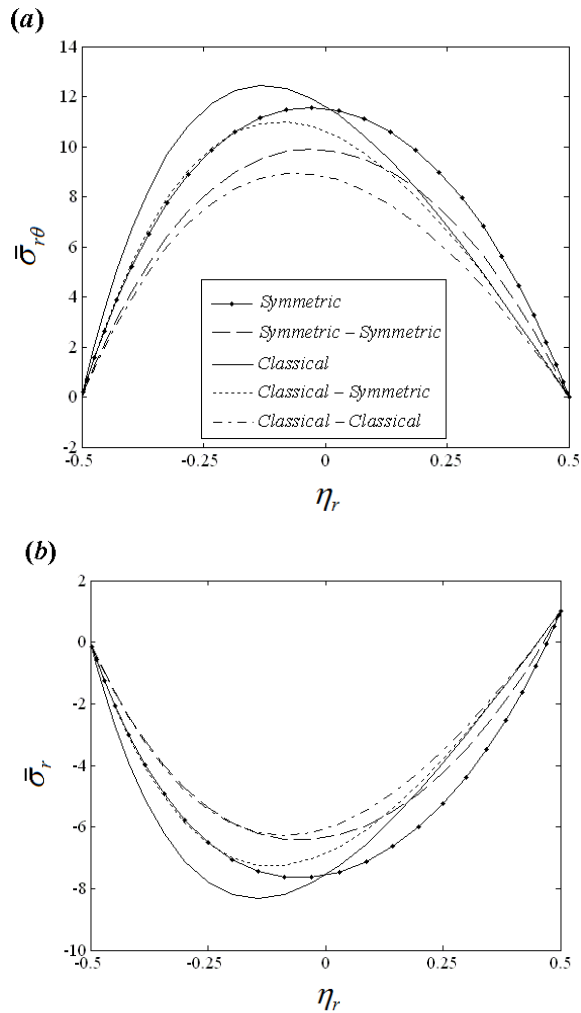 (a)
14
12
10
8
6
4
2
0
-2
σ̿rθ
Symmetric
Symmetric – Symmetric
Classical
Classical – Symmetric
Classical – Classical
-0.5 -0.25 0 0.25 0.5
ηr
(b)
2
0
-2
-4
-6
-8
-10
σ̿r
-0.5 -0.25 0 0.25 0.5
ηr